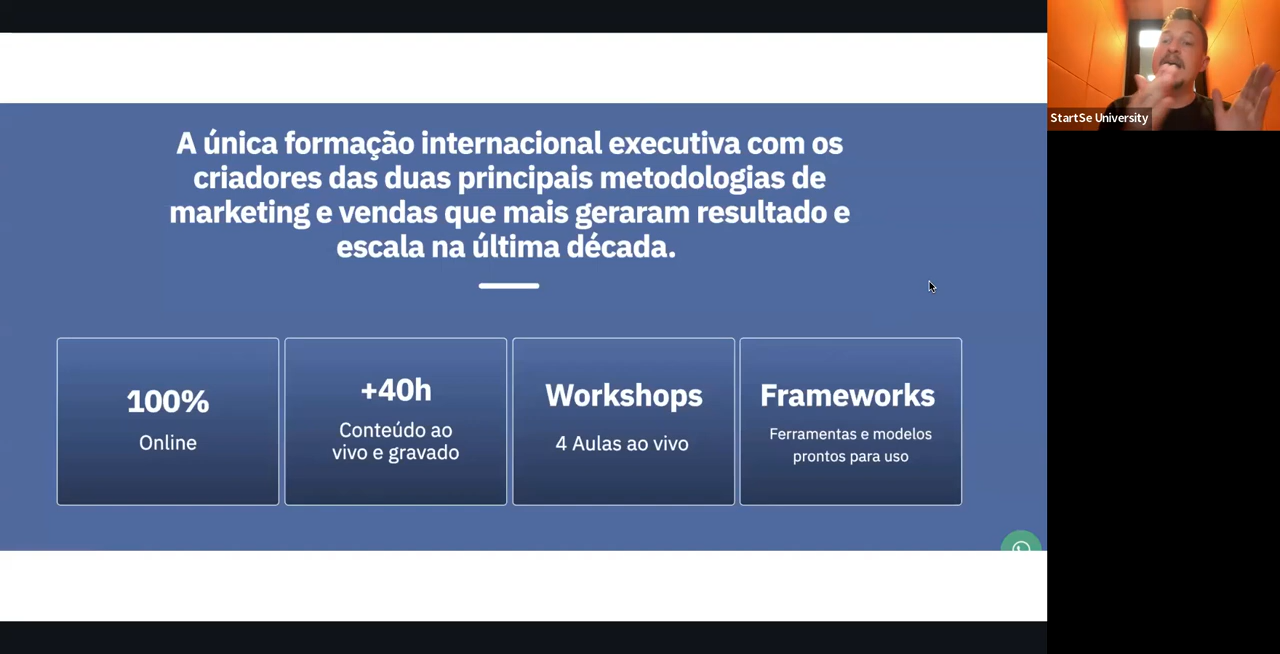 A única formação internacional executiva com os
criadores das duas principais metodologias de
marketing e vendas que mais geraram resultado e
escala na última década.
100%
Online
+40h
Conteúdo ao
vivo e gravado
Workshops
4 Aulas ao vivo
Frameworks
Ferramentas e modelos
prontos para uso
StartSe University